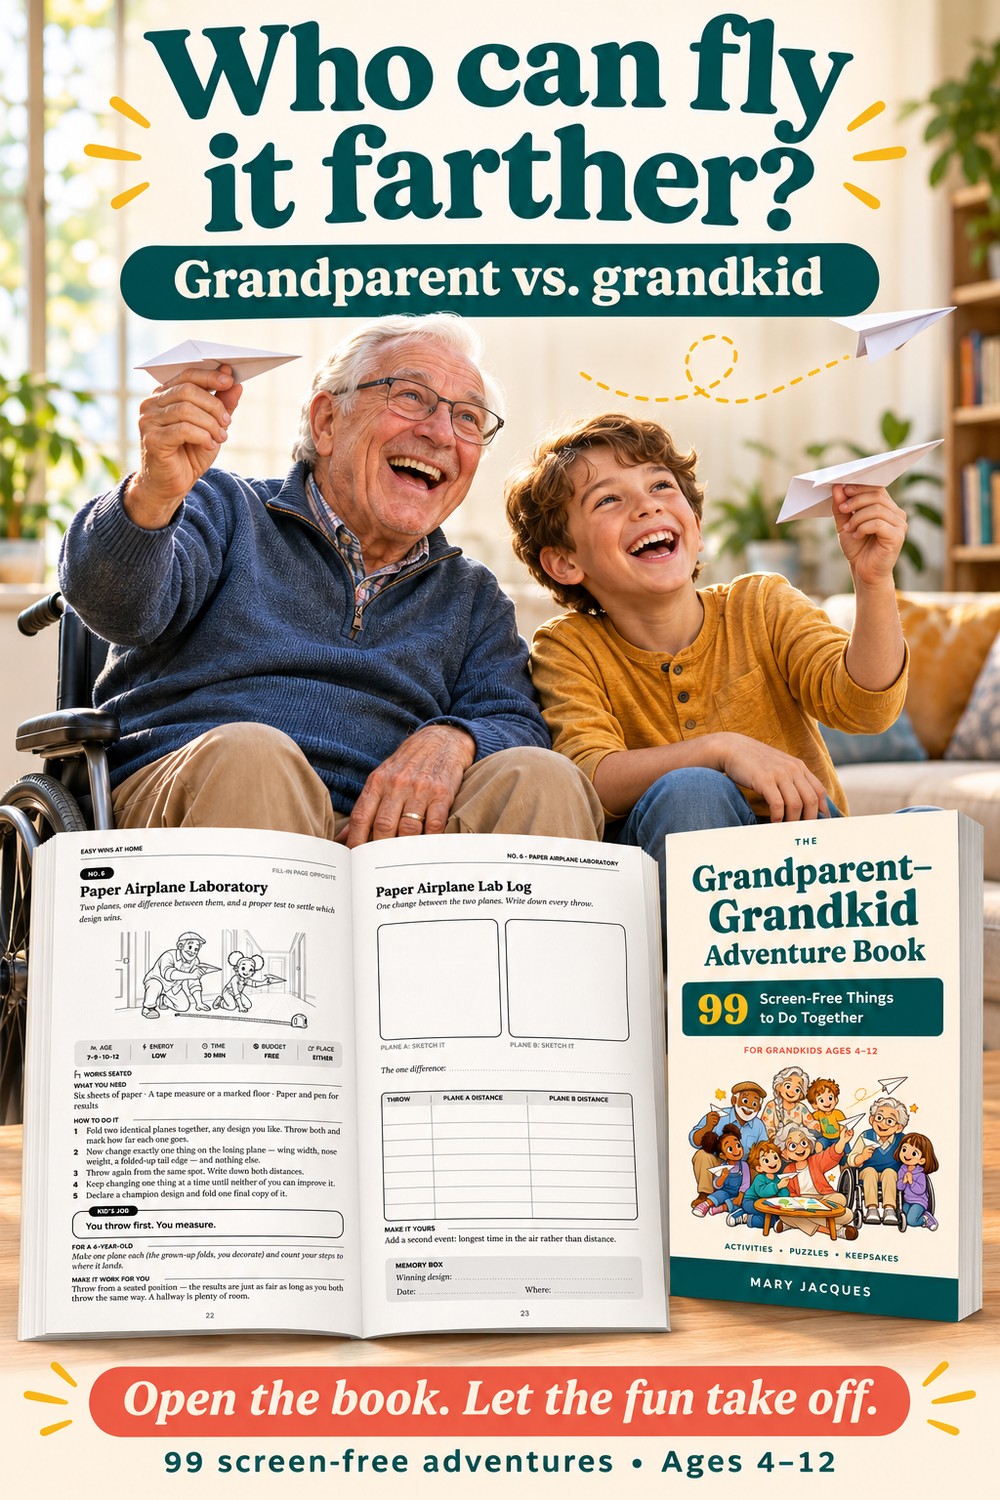 Who can fly
it farther?
Grandparent vs. grandkid
EASY WINS AT HOME
NO. 6
FILL-IN PAGE OPPOSITE
Paper Airplane Laboratory
Two planes, one difference between them, and a proper test to settle which
design wins.
AGE
7-9 · 10-12
ENERGY
LOW
TIME
30 MIN
BUDGET
FREE
PLACE
EITHER
WORKS SEATED
WHAT YOU NEED
Six sheets of paper · A tape measure or a marked floor · Paper and pen for
results
HOW TO DO IT
1 Fold two identical planes together, any design you like. Throw both and
mark how far each one goes.
2 Now change exactly one thing on the losing plane — wing width, nose
weight, a folded-up tail edge — and nothing else.
3 Throw again from the same spot. Write down both distances.
4 Keep changing one thing at a time until neither of you can improve it.
5 Declare a champion design and fold one final copy of it.
KID'S JOB
You throw first. You measure.
FOR A 6-YEAR-OLD
Make one plane each (the grown-up folds, you decorate) and count your steps to
where it lands.
MAKE IT WORK FOR YOU
Throw from a seated position — the results are just as fair as long as you both
throw the same way. A hallway is plenty of room.
22
NO. 6 · PAPER AIRPLANE LABORATORY
Paper Airplane Lab Log
One change between the two planes. Write down every throw.
PLANE A: SKETCH IT
PLANE B: SKETCH IT
The one difference:
THROW
PLANE A DISTANCE
PLANE B DISTANCE
MAKE IT YOURS
Add a second event: longest time in the air rather than distance.
MEMORY BOX
Winning design:
Date:
Where:
23
THE
Grandparent–
Grandkid
Adventure Book
99 Screen-Free Things
to Do Together
FOR GRANDKIDS AGES 4–12
ACTIVITIES • PUZZLES • KEEPSAKES
MARY JACQUES
Open the book. Let the fun take off.
99 screen-free adventures • Ages 4–12